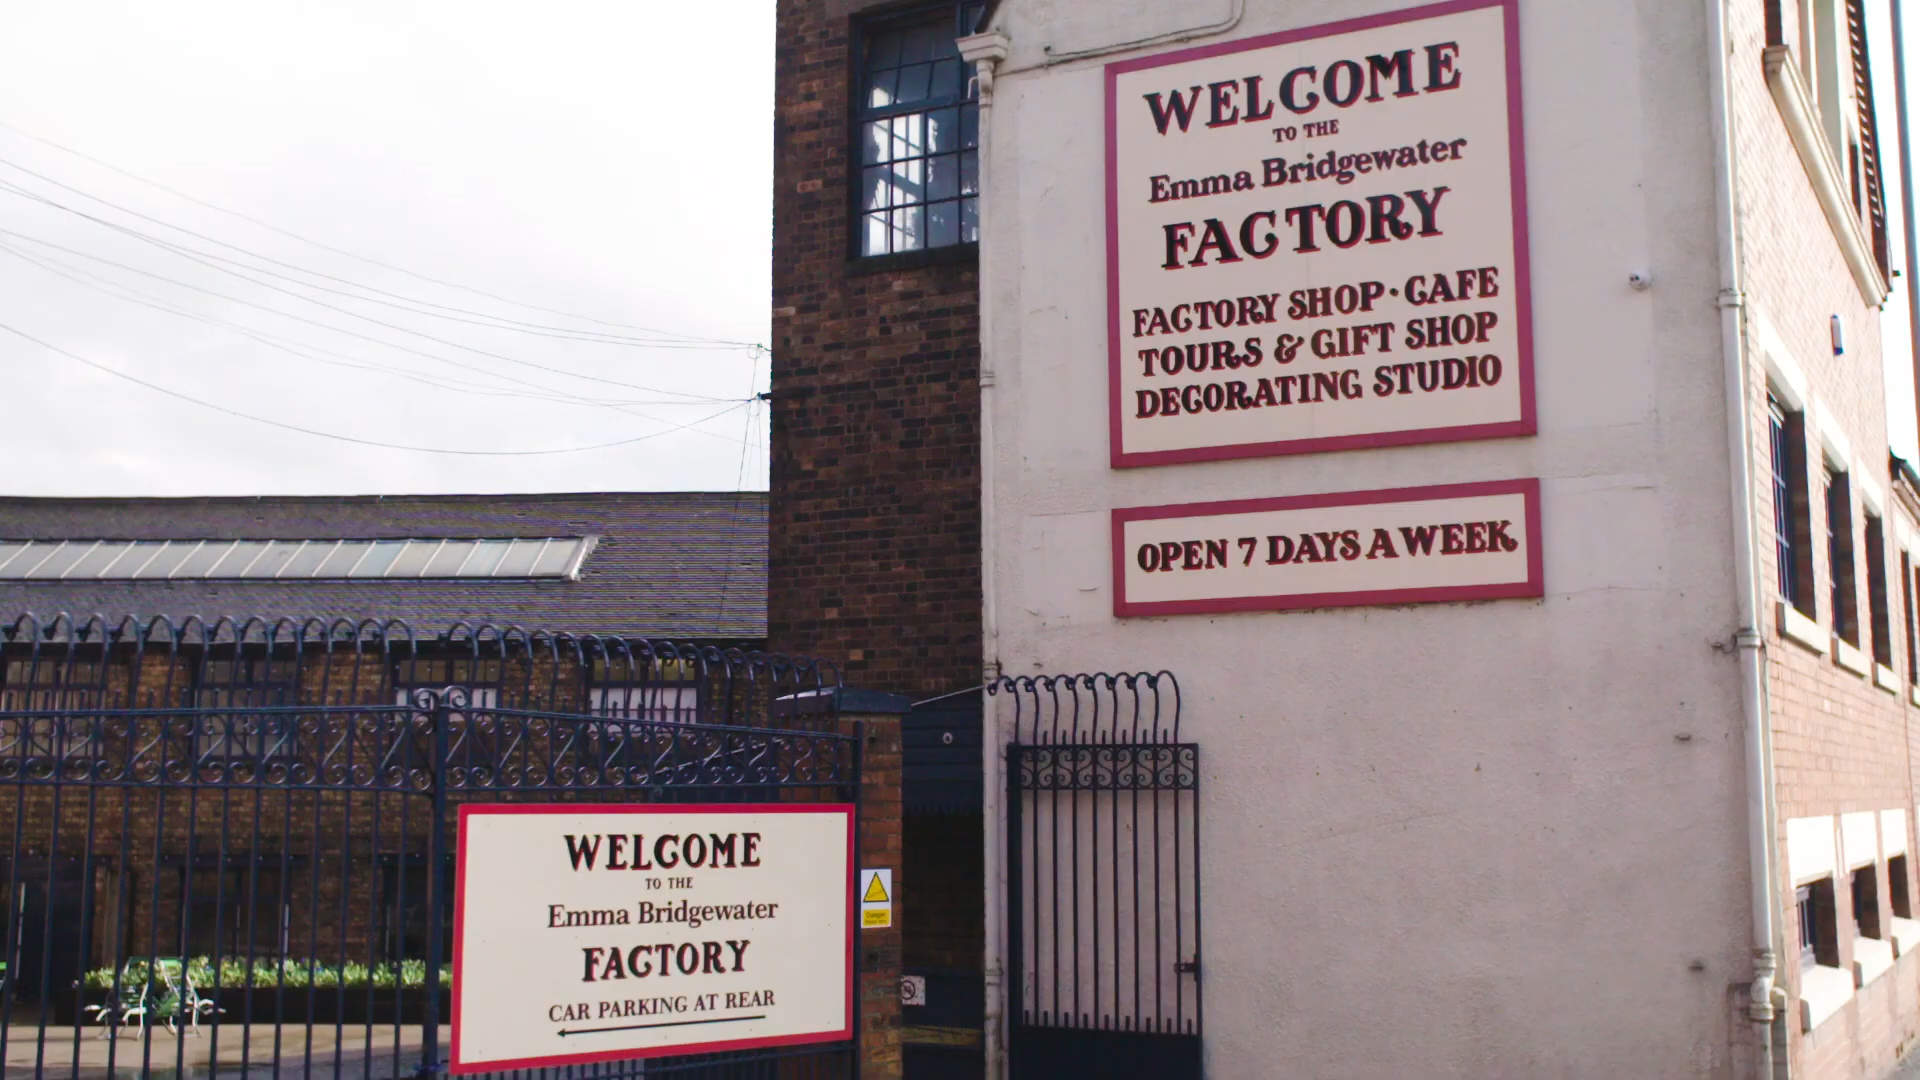 WELCOME
TO THE
Emma Bridgewater
FACTORY
FACTORY SHOP · CAFE
TOURS & GIFT SHOP
DECORATING STUDIO
OPEN 7 DAYS A WEEK
WELCOME
TO THE
Emma Bridgewater
FACTORY
CAR PARKING AT REAR
Danger